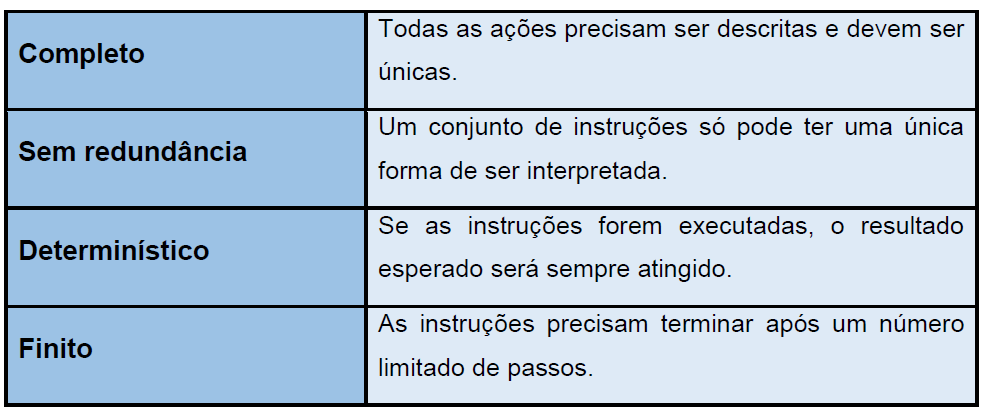 Completo
Todas as ações precisam ser descritas e devem ser
únicas.
Sem redundância
Um conjunto de instruções só pode ter uma única
forma de ser interpretada.
Determinístico
Se as instruções forem executadas, o resultado
esperado será sempre atingido.
Finito
As instruções precisam terminar após um número
limitado de passos.